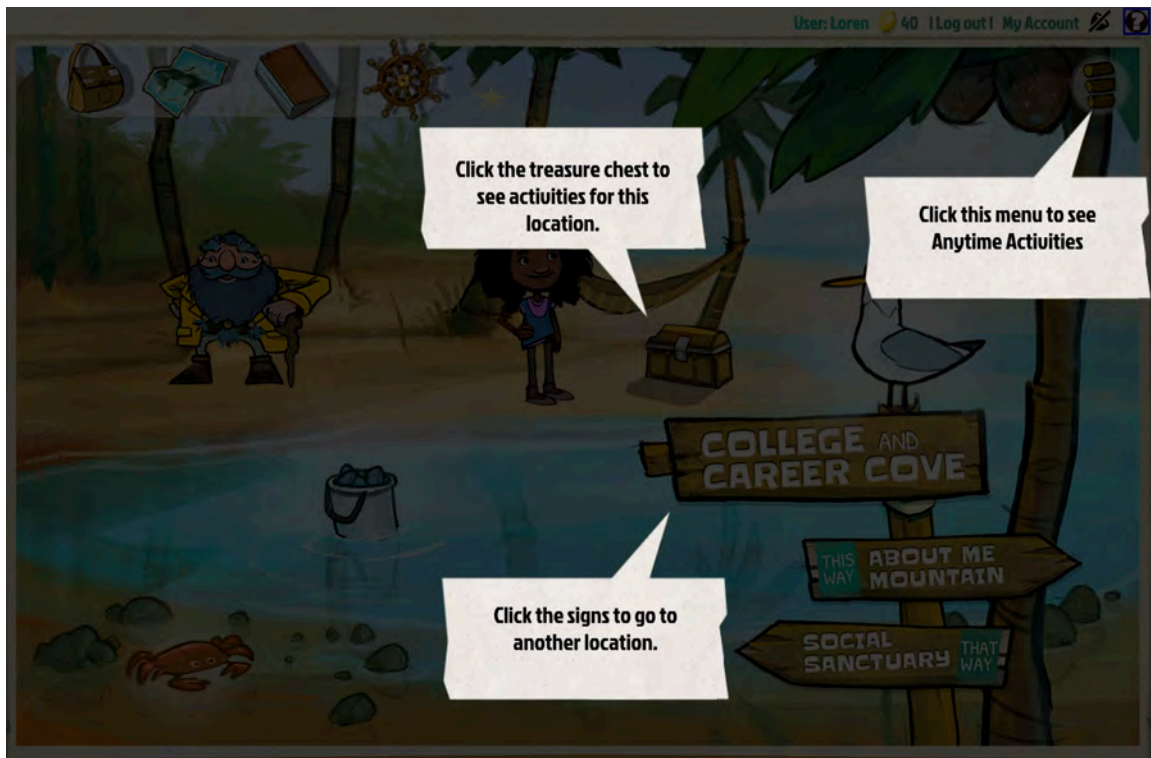 User: Loren 40 | Log out | My Account
Click the treasure chest to
see activities for this
location.
Click this menu to see
Anytime Activities
COLLEGE AND
CAREER COVE
THIS WAY ABOUT ME MOUNTAIN
Click the signs to go to
another location.
SOCIAL SANCTUARY THAT WAY